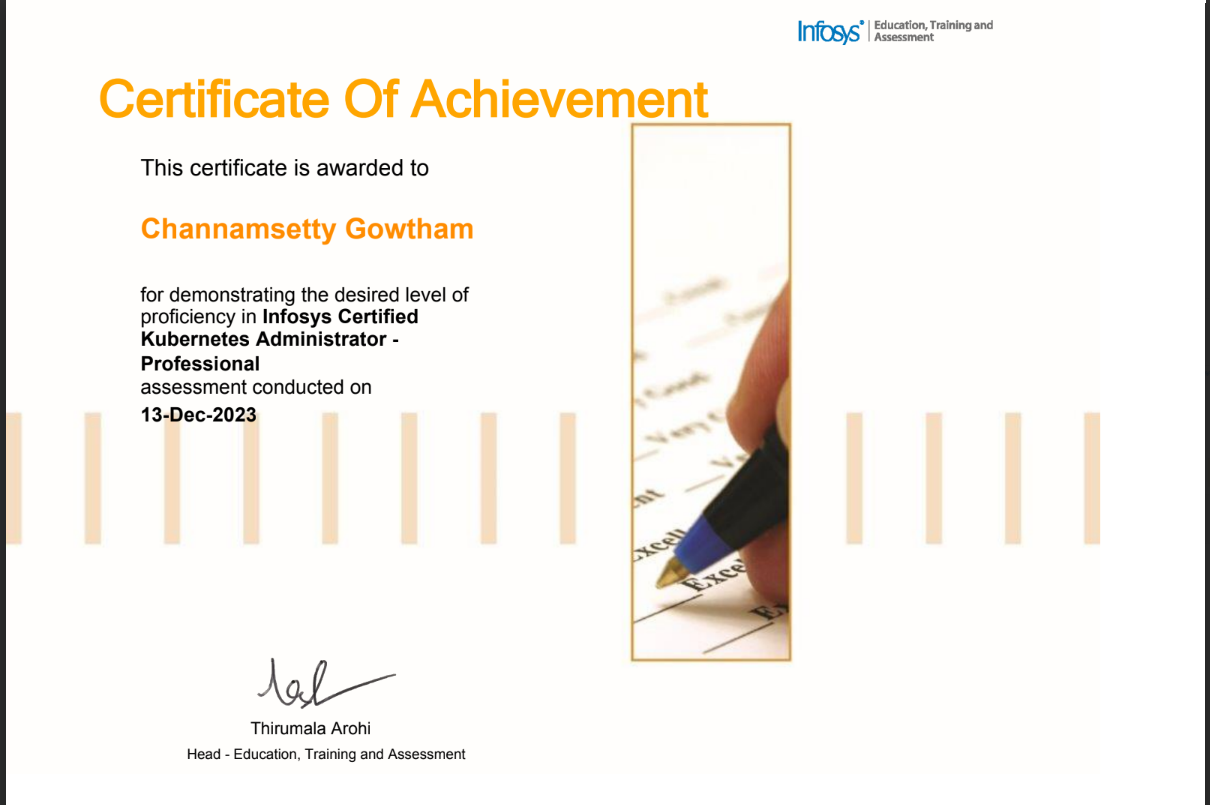 Infosys® | Education, Training and
Assessment
Certificate Of Achievement
This certificate is awarded to
Channamsetty Gowtham
for demonstrating the desired level of
proficiency in Infosys Certified
Kubernetes Administrator -
Professional
assessment conducted on
13-Dec-2023
Very
Excell
Thirumala Arohi
Head - Education, Training and Assessment